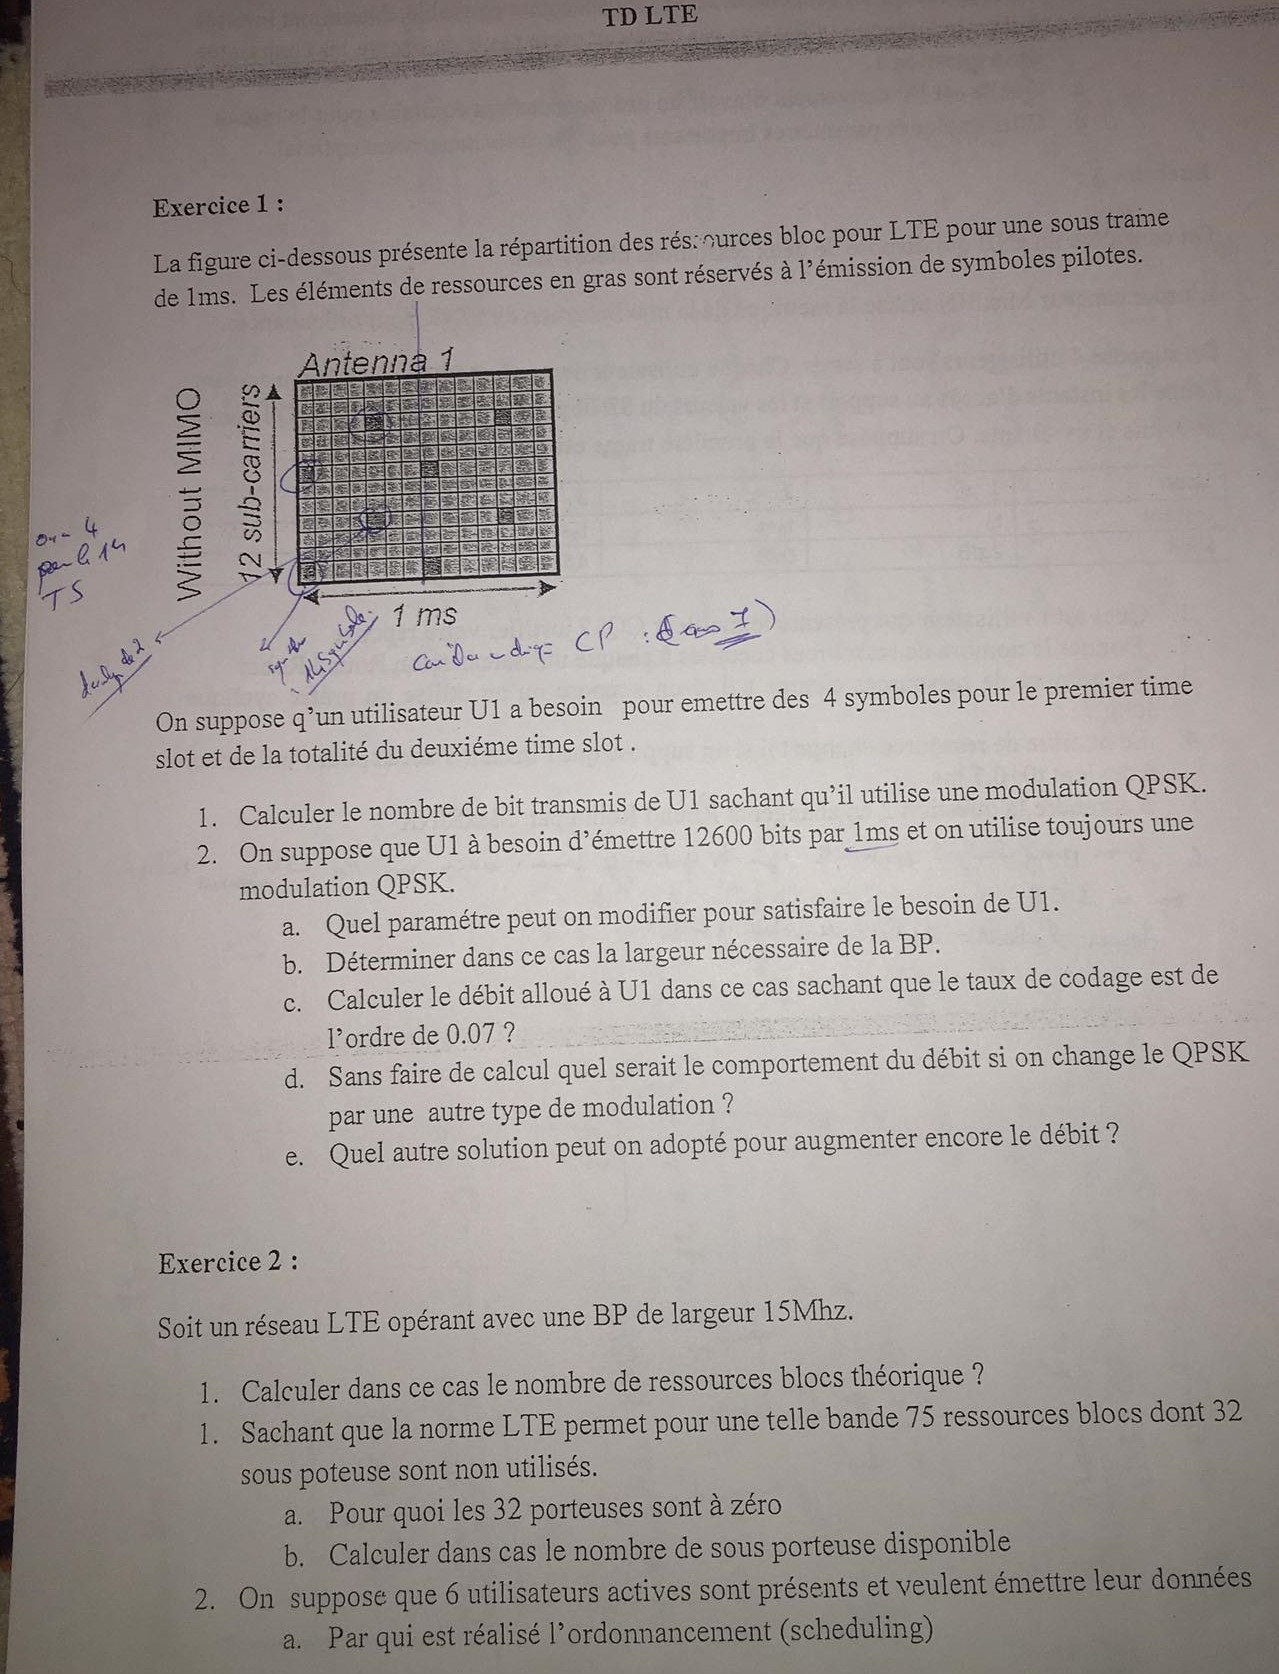 TD LTE
Exercice 1 :
La figure ci-dessous présente la répartition des ressources bloc pour LTE pour une sous trame
de 1ms. Les éléments de ressources en gras sont réservés à l'émission de symboles pilotes.
Antenna 1
Without MIMO
12 sub-carriers
1 ms
4
TS
CP
On suppose q'un utilisateur U1 a besoin pour emettre des 4 symboles pour le premier time
slot et de la totalité du deuxiéme time slot .
1. Calculer le nombre de bit transmis de U1 sachant qu'il utilise une modulation QPSK.
2. On suppose que U1 à besoin d'émettre 12600 bits par 1ms et on utilise toujours une
modulation QPSK.
a. Quel paramétre peut on modifier pour satisfaire le besoin de U1.
b. Déterminer dans ce cas la largeur nécessaire de la BP.
c. Calculer le débit alloué à U1 dans ce cas sachant que le taux de codage est de
l'ordre de 0.07 ?
d. Sans faire de calcul quel serait le comportement du débit si on change le QPSK
par une autre type de modulation ?
e. Quel autre solution peut on adopté pour augmenter encore le débit ?
Exercice 2 :
Soit un réseau LTE opérant avec une BP de largeur 15Mhz.
1. Calculer dans ce cas le nombre de ressources blocs théorique ?
1. Sachant que la norme LTE permet pour une telle bande 75 ressources blocs dont 32
sous poteuse sont non utilisés.
a. Pour quoi les 32 porteuses sont à zéro
b. Calculer dans cas le nombre de sous porteuse disponible
2. On suppose que 6 utilisateurs actives sont présents et veulent émettre leur données
a. Par qui est réalisé l'ordonnancement (scheduling)